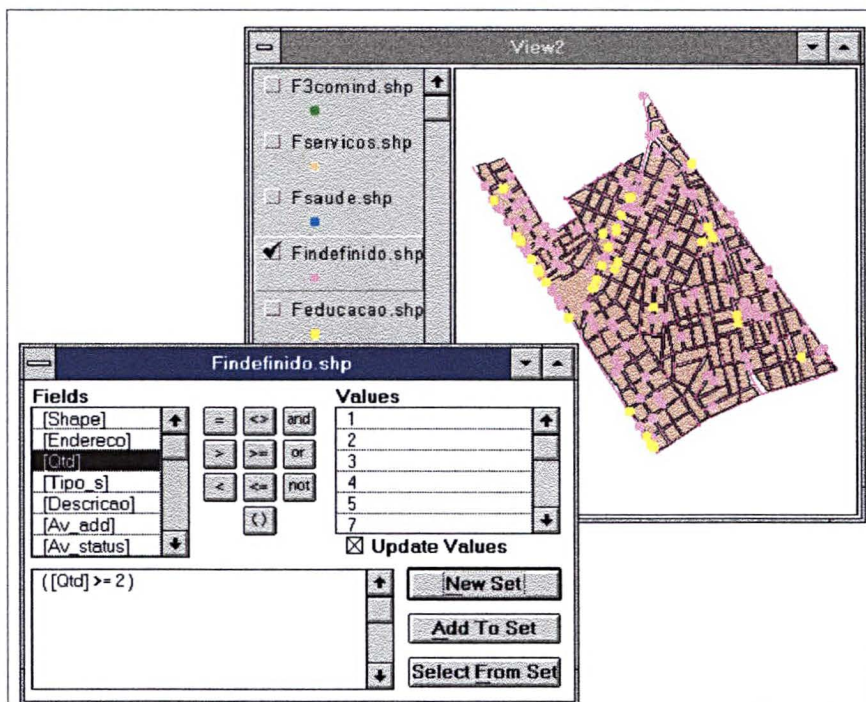 View2
F3comind.shp
Fservicos.shp
Fsaude.shp
Findefinido.shp
Feducacao.shp
Findefinido.shp
Fields
[Shape]
[Endereco]
[Qtd]
[Tipo_s]
[Descricao]
[Av_add]
[Av_status]
= <> and
> >= or
< <= not
()
Values
1
2
3
4
5
7
Update Values
([Qtd] >= 2)
New Set
Add To Set
Select From Set